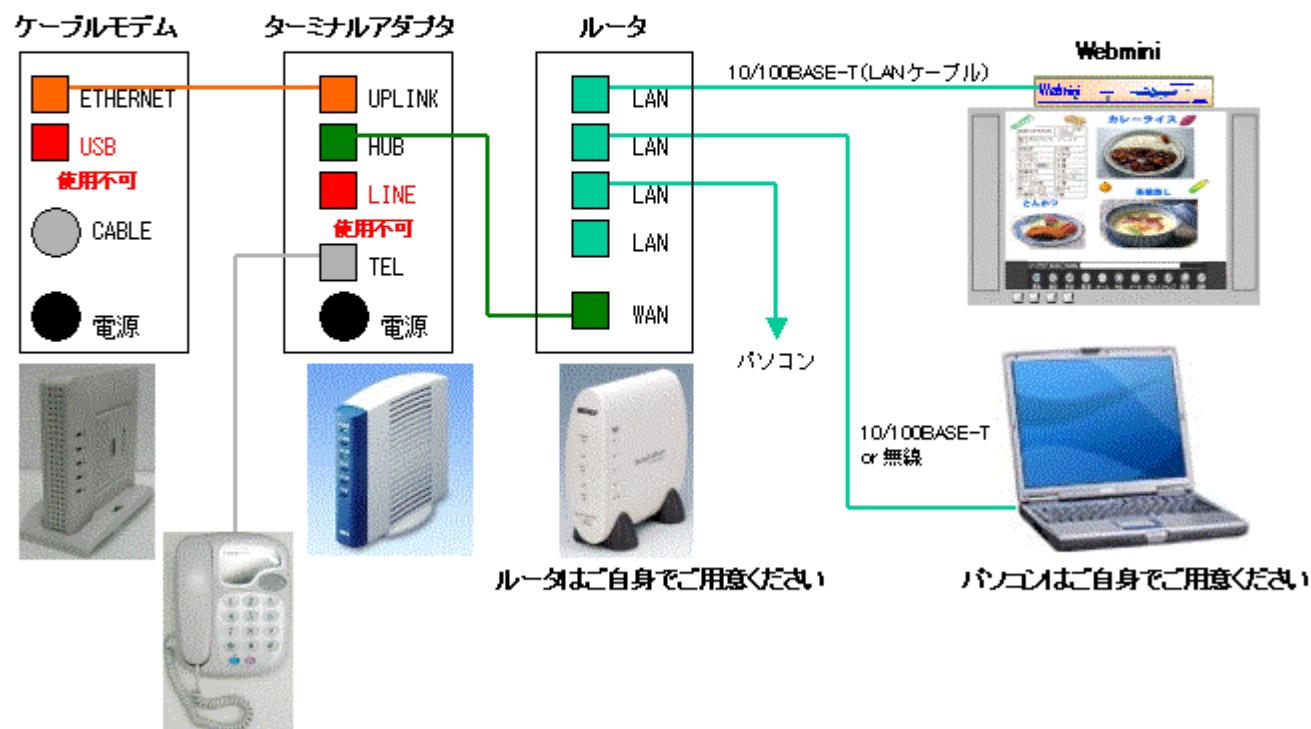 ケーブルモデム
ETHERNET
USB
使用不可
CABLE
電源
ターミナルアダプタ
UPLINK
HUB
LINE
使用不可
TEL
電源
ルータ
LAN
LAN
LAN
LAN
WAN
10/100BASE-T(LANケーブル)
Webmini
Webmini
カレーライス
とんかつ
パソコン
10/100BASE-T
or 無線
ルータはご自身でご用意ください
パソコンはご自身でご用意ください